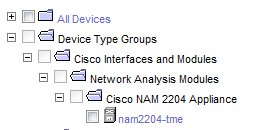 All Devices
Device Type Groups
Cisco Interfaces and Modules
Network Analysis Modules
Cisco NAM 2204 Appliance
nam2204-tme